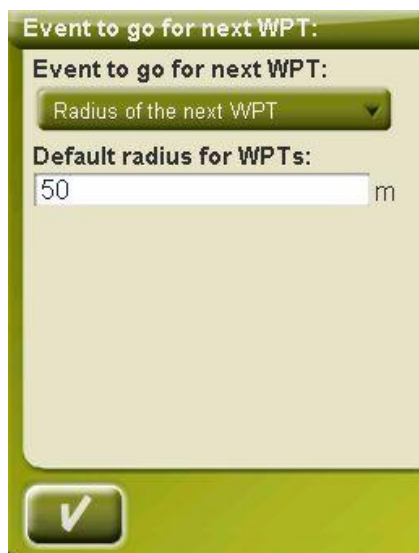 Event to go for next WPT:
Event to go for next WPT:
Radius of the next WPT
Default radius for WPTs:
50 m